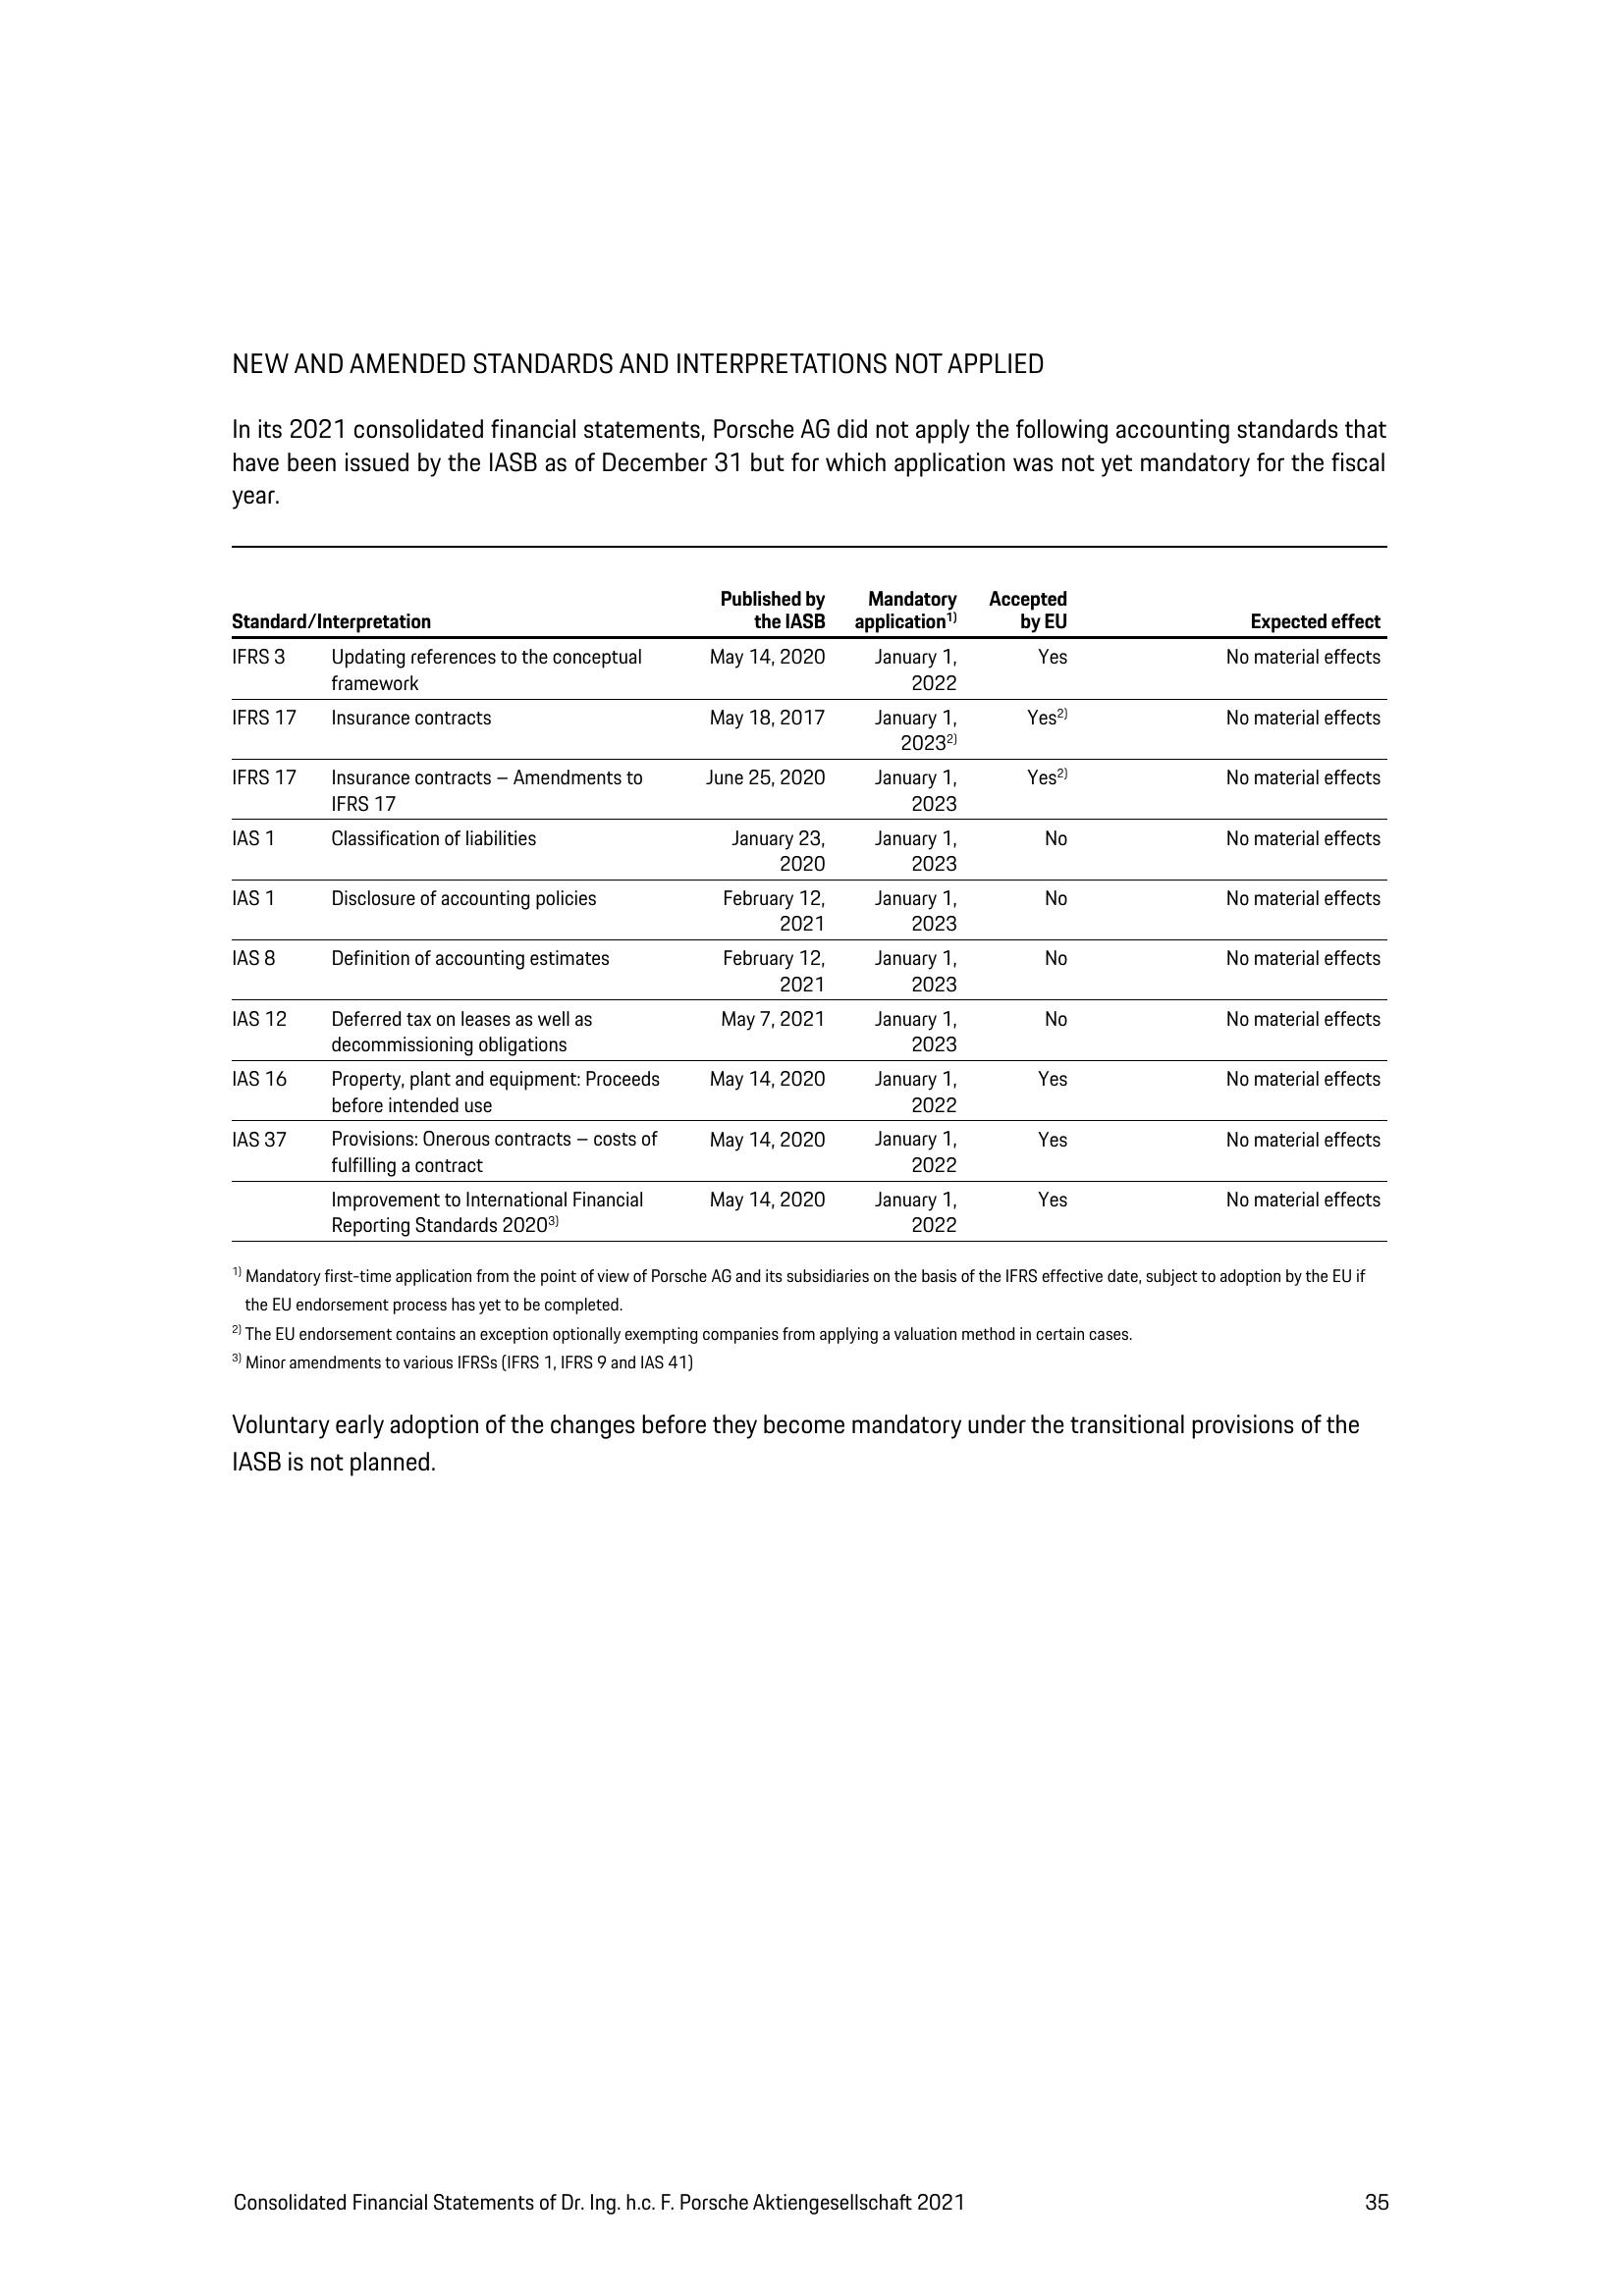 NEW AND AMENDED STANDARDS AND INTERPRETATIONS NOT APPLIED
In its 2021 consolidated financial statements, Porsche AG did not apply the following accounting standards that
have been issued by the IASB as of December 31 but for which application was not yet mandatory for the fiscal
year.
Standard/Interpretation Published by the IASB Mandatory application1) Accepted by EU Expected effect
IFRS 3 Updating references to the conceptual framework May 14, 2020 January 1, 2022 Yes No material effects
IFRS 17 Insurance contracts May 18, 2017 January 1, 20232) Yes2) No material effects
IFRS 17 Insurance contracts – Amendments to IFRS 17 June 25, 2020 January 1, 2023 Yes2) No material effects
IAS 1 Classification of liabilities January 23, 2020 January 1, 2023 No No material effects
IAS 1 Disclosure of accounting policies February 12, 2021 January 1, 2023 No No material effects
IAS 8 Definition of accounting estimates February 12, 2021 January 1, 2023 No No material effects
IAS 12 Deferred tax on leases as well as decommissioning obligations May 7, 2021 January 1, 2023 No No material effects
IAS 16 Property, plant and equipment: Proceeds before intended use May 14, 2020 January 1, 2022 Yes No material effects
IAS 37 Provisions: Onerous contracts – costs of fulfilling a contract May 14, 2020 January 1, 2022 Yes No material effects
Improvement to International Financial Reporting Standards 20203) May 14, 2020 January 1, 2022 Yes No material effects
1) Mandatory first-time application from the point of view of Porsche AG and its subsidiaries on the basis of the IFRS effective date, subject to adoption by the EU if
the EU endorsement process has yet to be completed.
2) The EU endorsement contains an exception optionally exempting companies from applying a valuation method in certain cases.
3) Minor amendments to various IFRSs (IFRS 1, IFRS 9 and IAS 41)
Voluntary early adoption of the changes before they become mandatory under the transitional provisions of the
IASB is not planned.
Consolidated Financial Statements of Dr. Ing. h.c. F. Porsche Aktiengesellschaft 2021 35